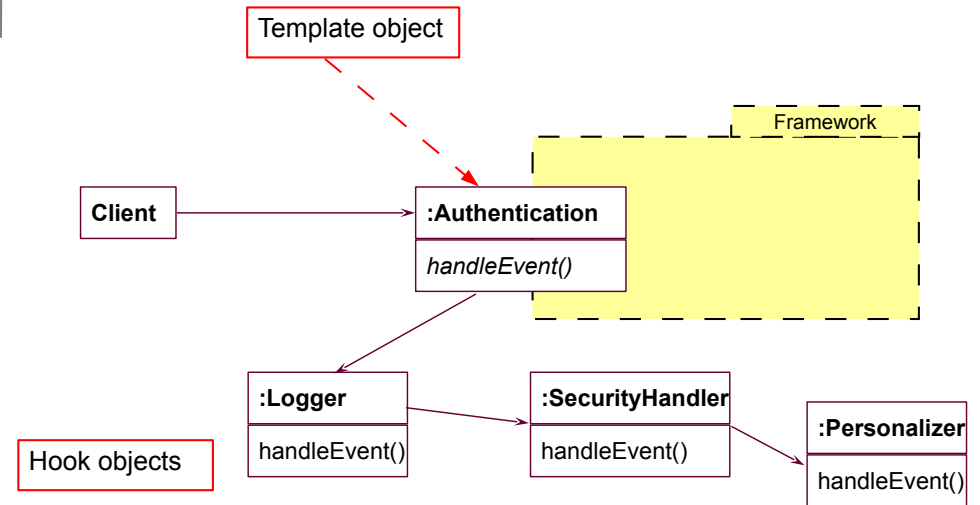 Template object
Framework
Client
:Authentication
handleEvent()
:Logger
handleEvent()
:SecurityHandler
handleEvent()
:Personalizer
handleEvent()
Hook objects